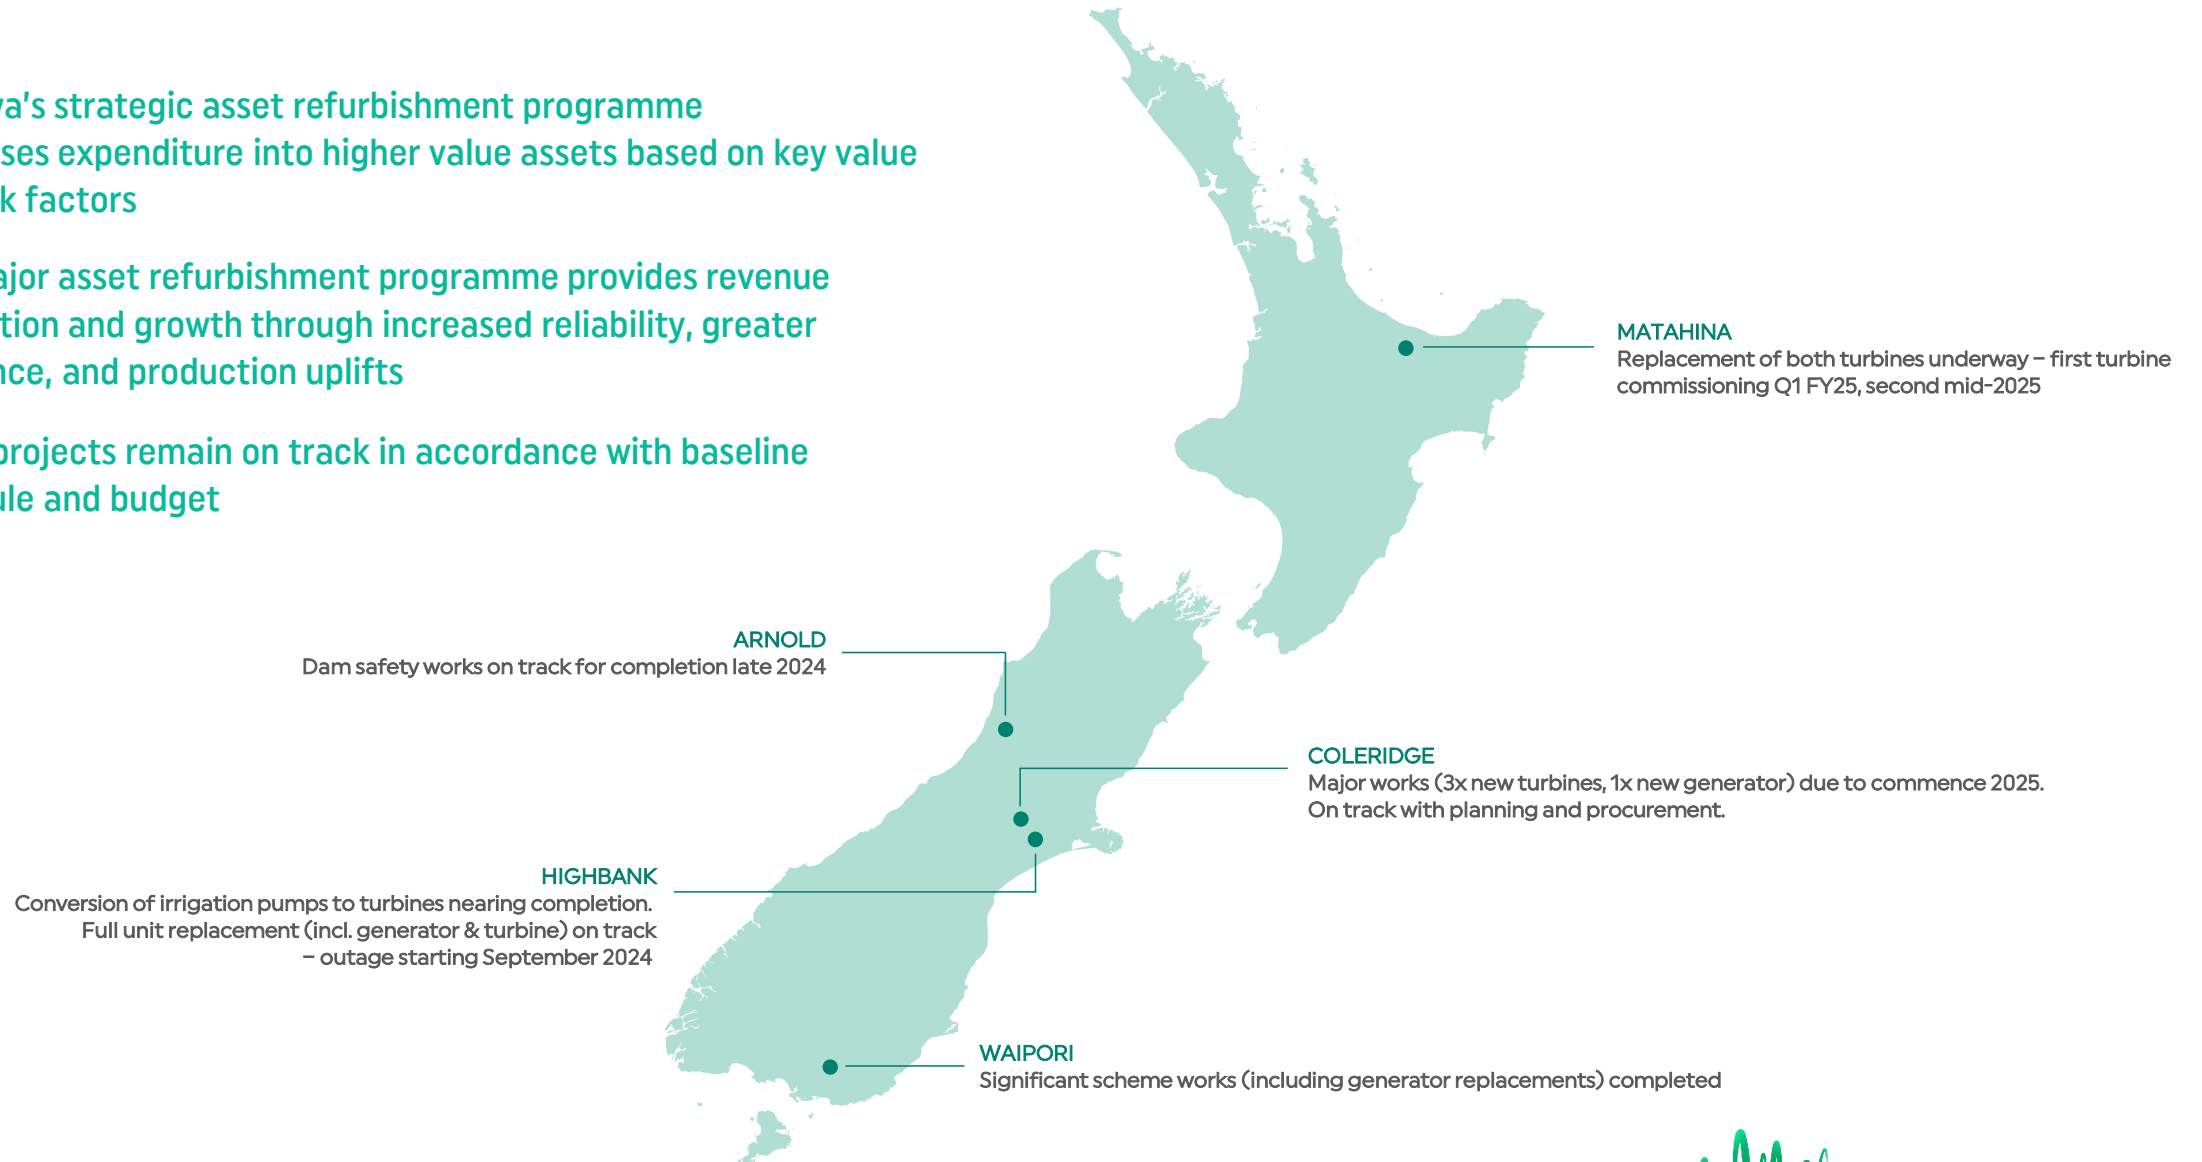 va's strategic asset refurbishment programme
ses expenditure into higher value assets based on key value
k factors
ajor asset refurbishment programme provides revenue
tion and growth through increased reliability, greater
nce, and production uplifts
projects remain on track in accordance with baseline
ule and budget
MATAHINA
Replacement of both turbines underway – first turbine
commissioning Q1 FY25, second mid-2025
ARNOLD
Dam safety works on track for completion late 2024
COLERIDGE
Major works (3x new turbines, 1x new generator) due to commence 2025.
On track with planning and procurement.
HIGHBANK
Conversion of irrigation pumps to turbines nearing completion.
Full unit replacement (incl. generator & turbine) on track
– outage starting September 2024
WAIPORI
Significant scheme works (including generator replacements) completed